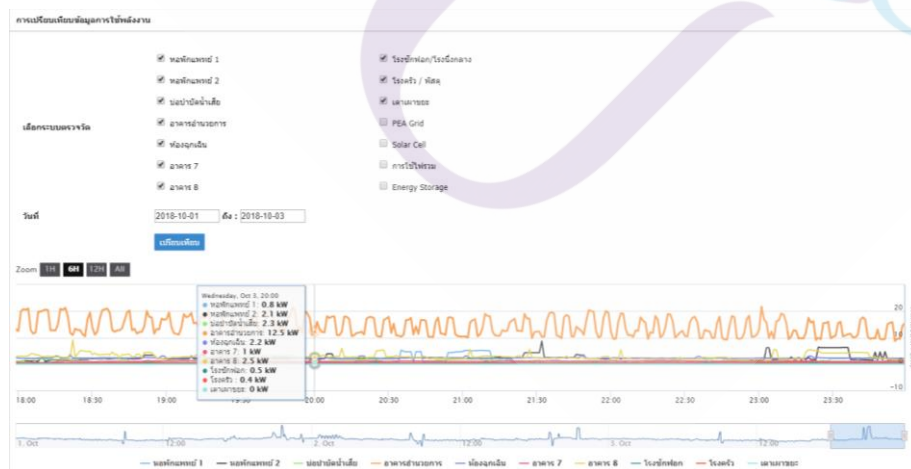 การเปรียบเทียบข้อมูลการใช้พลังงาน
เลือกระบบตรวจวัด
หอพักแพทย์ 1
โรงซักฟอก/โรงนึ่งกลาง
หอพักแพทย์ 2
โรงครัว / พัสดุ
บ่อบำบัดน้ำเสีย
เตาเผาขยะ
อาคารอำนวยการ
PEA Grid
ห้องฉุกเฉิน
Solar Cell
อาคาร 7
การใช้ไฟรวม
อาคาร 8
Energy Storage
วันที่ 2018-10-01 ถึง : 2018-10-03
เปรียบเทียบ
Zoom 1H 6H 12H All
Wednesday, Oct 3, 20:00
หอพักแพทย์ 1: 0.8 kW
หอพักแพทย์ 2: 2.1 kW
บ่อบำบัดน้ำเสีย: 2.3 kW
อาคารอำนวยการ: 12.5 kW
ห้องฉุกเฉิน: 2.2 kW
อาคาร 7: 1 kW
อาคาร 8: 2.5 kW
โรงซักฟอก: 0.5 kW
โรงครัว : 0.4 kW
เตาเผาขยะ: 0 kW
20
10
-10
18:00 18:30 19:00 19:30 20:00 20:30 21:00 21:30 22:00 22:30 23:00 23:30
1. Oct 12:00 2. Oct 12:00 3. Oct 12:00
หอพักแพทย์ 1 หอพักแพทย์ 2 บ่อบำบัดน้ำเสีย อาคารอำนวยการ ห้องฉุกเฉิน อาคาร 7 อาคาร 8 โรงซักฟอก โรงครัว เตาเผาขยะ